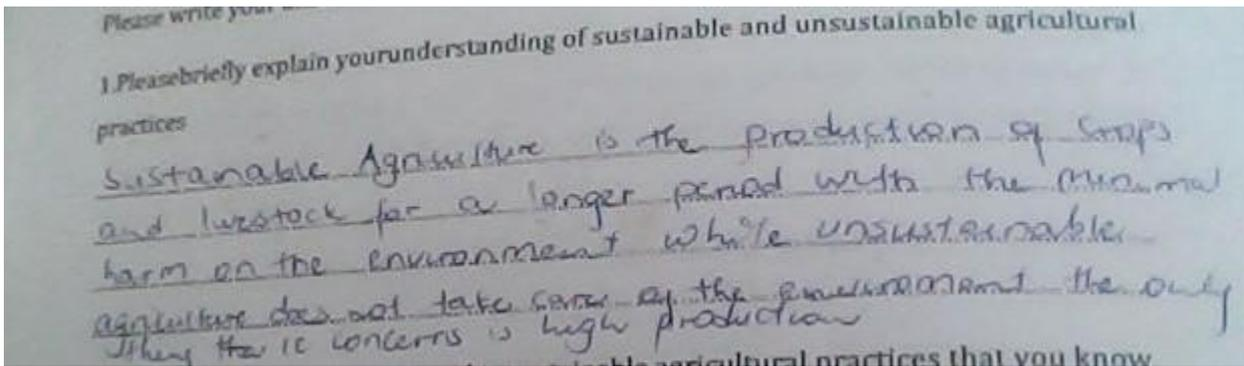 Please write your
1.Pleasebriefly explain yourunderstanding of sustainable and unsustainable agricultural
practices
Sustanable Agriculture is the production of Crops
and livestock for a longer period with the minimal
harm on the environment while unsustainable
agriculture does not take care of the environment the only
thing concerns is high production
agricultural practices that you know